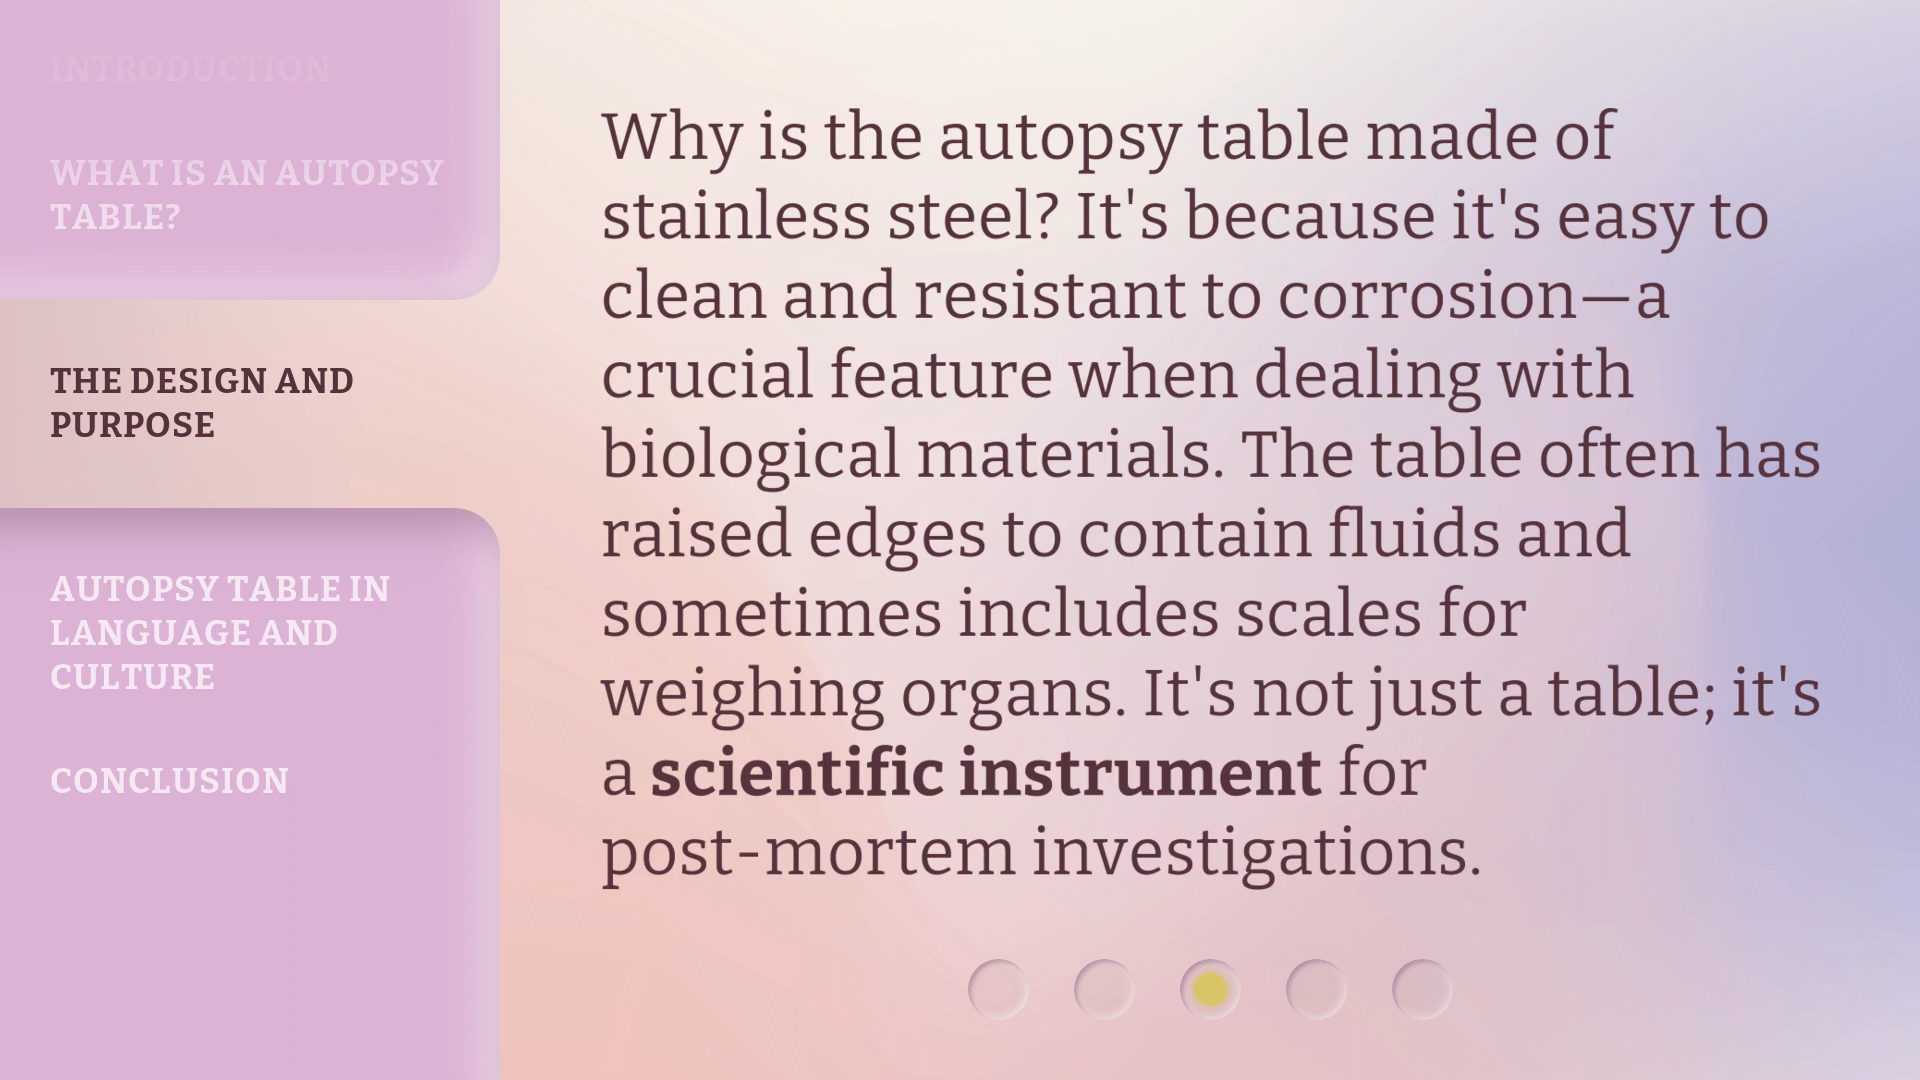 INTRODUCTION
WHAT IS AN AUTOPSY
TABLE?
THE DESIGN AND
PURPOSE
AUTOPSY TABLE IN
LANGUAGE AND
CULTURE
CONCLUSION
Why is the autopsy table made of
stainless steel? It's because it's easy to
clean and resistant to corrosion—a
crucial feature when dealing with
biological materials. The table often has
raised edges to contain fluids and
sometimes includes scales for
weighing organs. It's not just a table; it's
a scientific instrument for
post-mortem investigations.